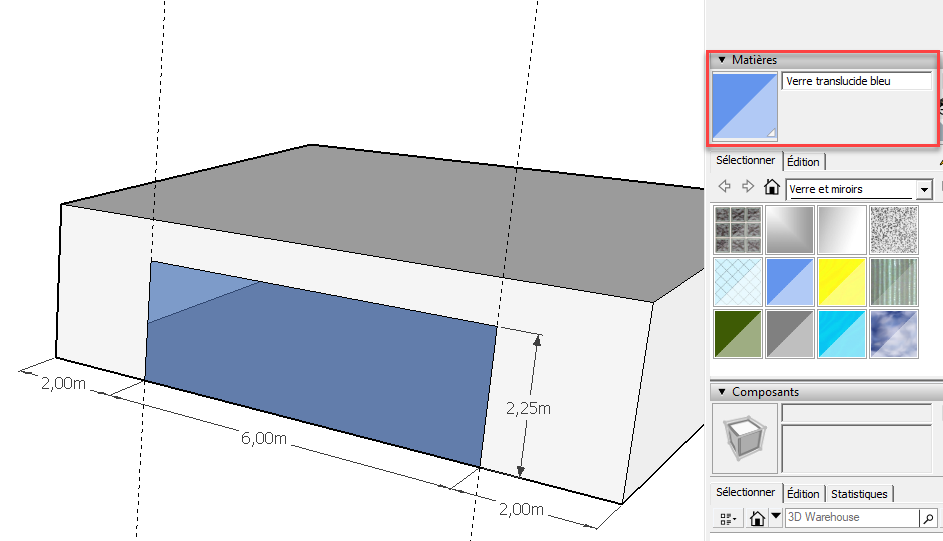 Matières
Verre translucide bleu
Sélectionner Édition
Verre et miroirs
2,00m
6,00m
2,25m
2,00m
Composants
Sélectionner Édition Statistiques
3D Warehouse